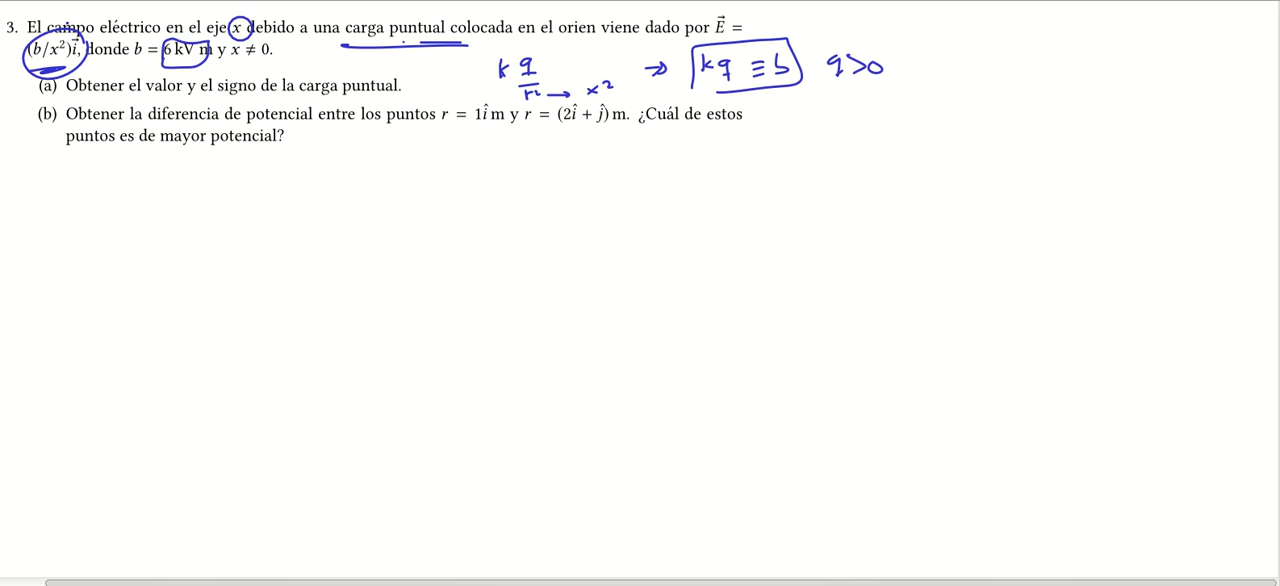 3. El campo eléctrico en el eje x debido a una carga puntual colocada en el orien viene dado por E⃗ =
(b/x²)i⃗, donde b = 6 kV m y x ≠ 0.
k q/r² → x² ⇒ kq ≡ b q>0
(a) Obtener el valor y el signo de la carga puntual.
(b) Obtener la diferencia de potencial entre los puntos r = 1î m y r = (2î + ĵ) m. ¿Cuál de estos
puntos es de mayor potencial?